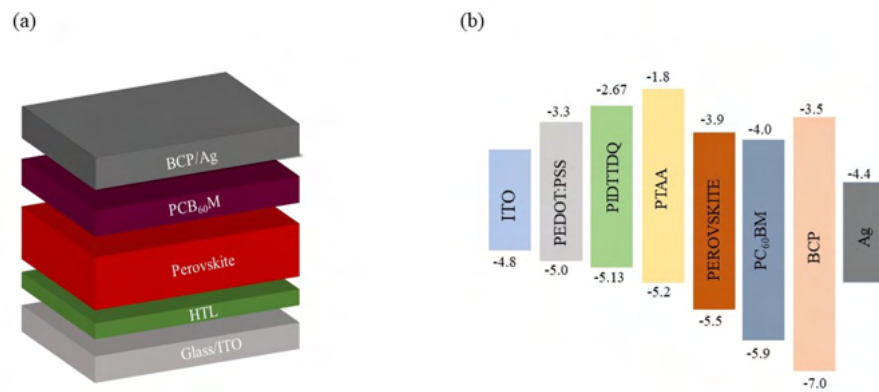 (a)
BCP/Ag
PCB₆₀M
Perovskite
HTL
Glass/ITO
(b)
ITO
-4.8
-3.3
PEDOT:PSS
-5.0
-2.67
PIDTTDQ
-5.13
-1.8
PTAA
-5.2
-3.9
PEROVSKITE
-5.5
-4.0
PC₆₀BM
-5.9
-3.5
BCP
-7.0
-4.4
Ag